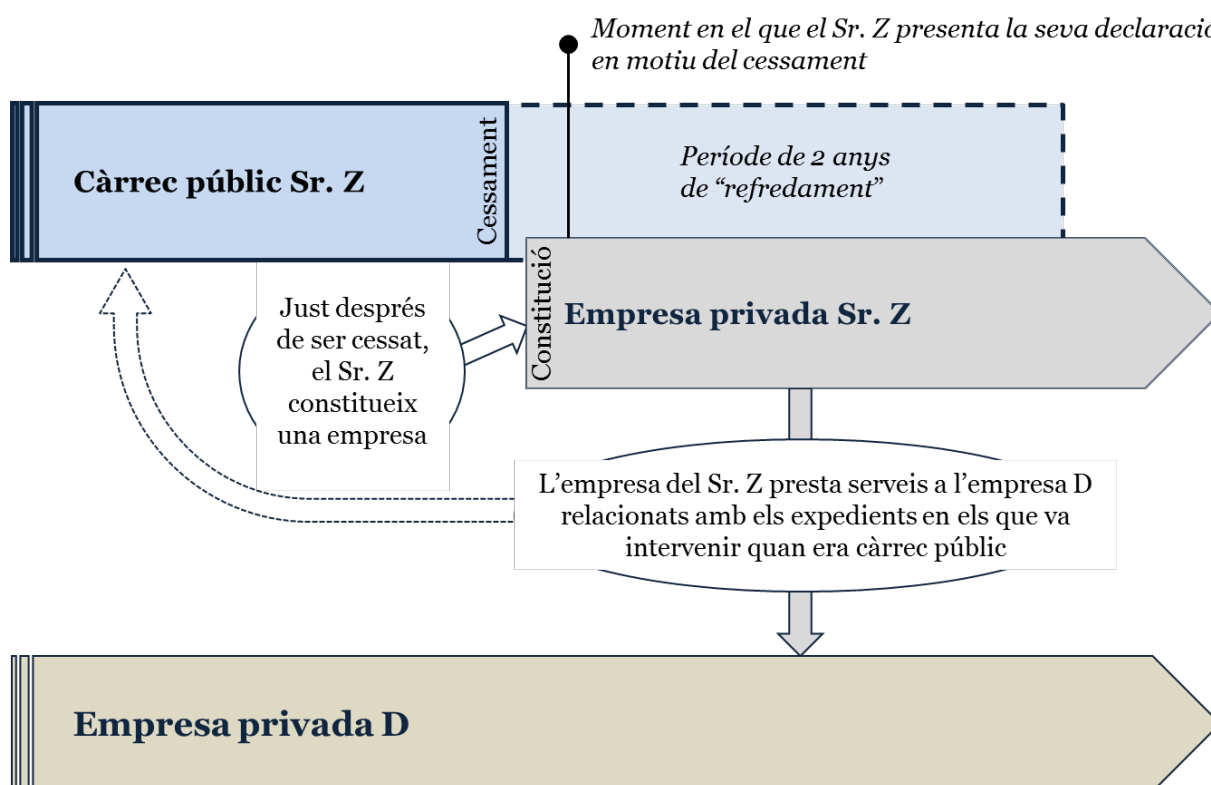 Moment en el que el Sr. Z presenta la seva declaració
en motiu del cessament
Càrrec públic Sr. Z
Cessament
Període de 2 anys
de “refredament”
Just després
de ser cessat,
el Sr. Z
constitueix
una empresa
Constitució
Empresa privada Sr. Z
L’empresa del Sr. Z presta serveis a l’empresa D
relacionats amb els expedients en els que va
intervenir quan era càrrec públic
Empresa privada D